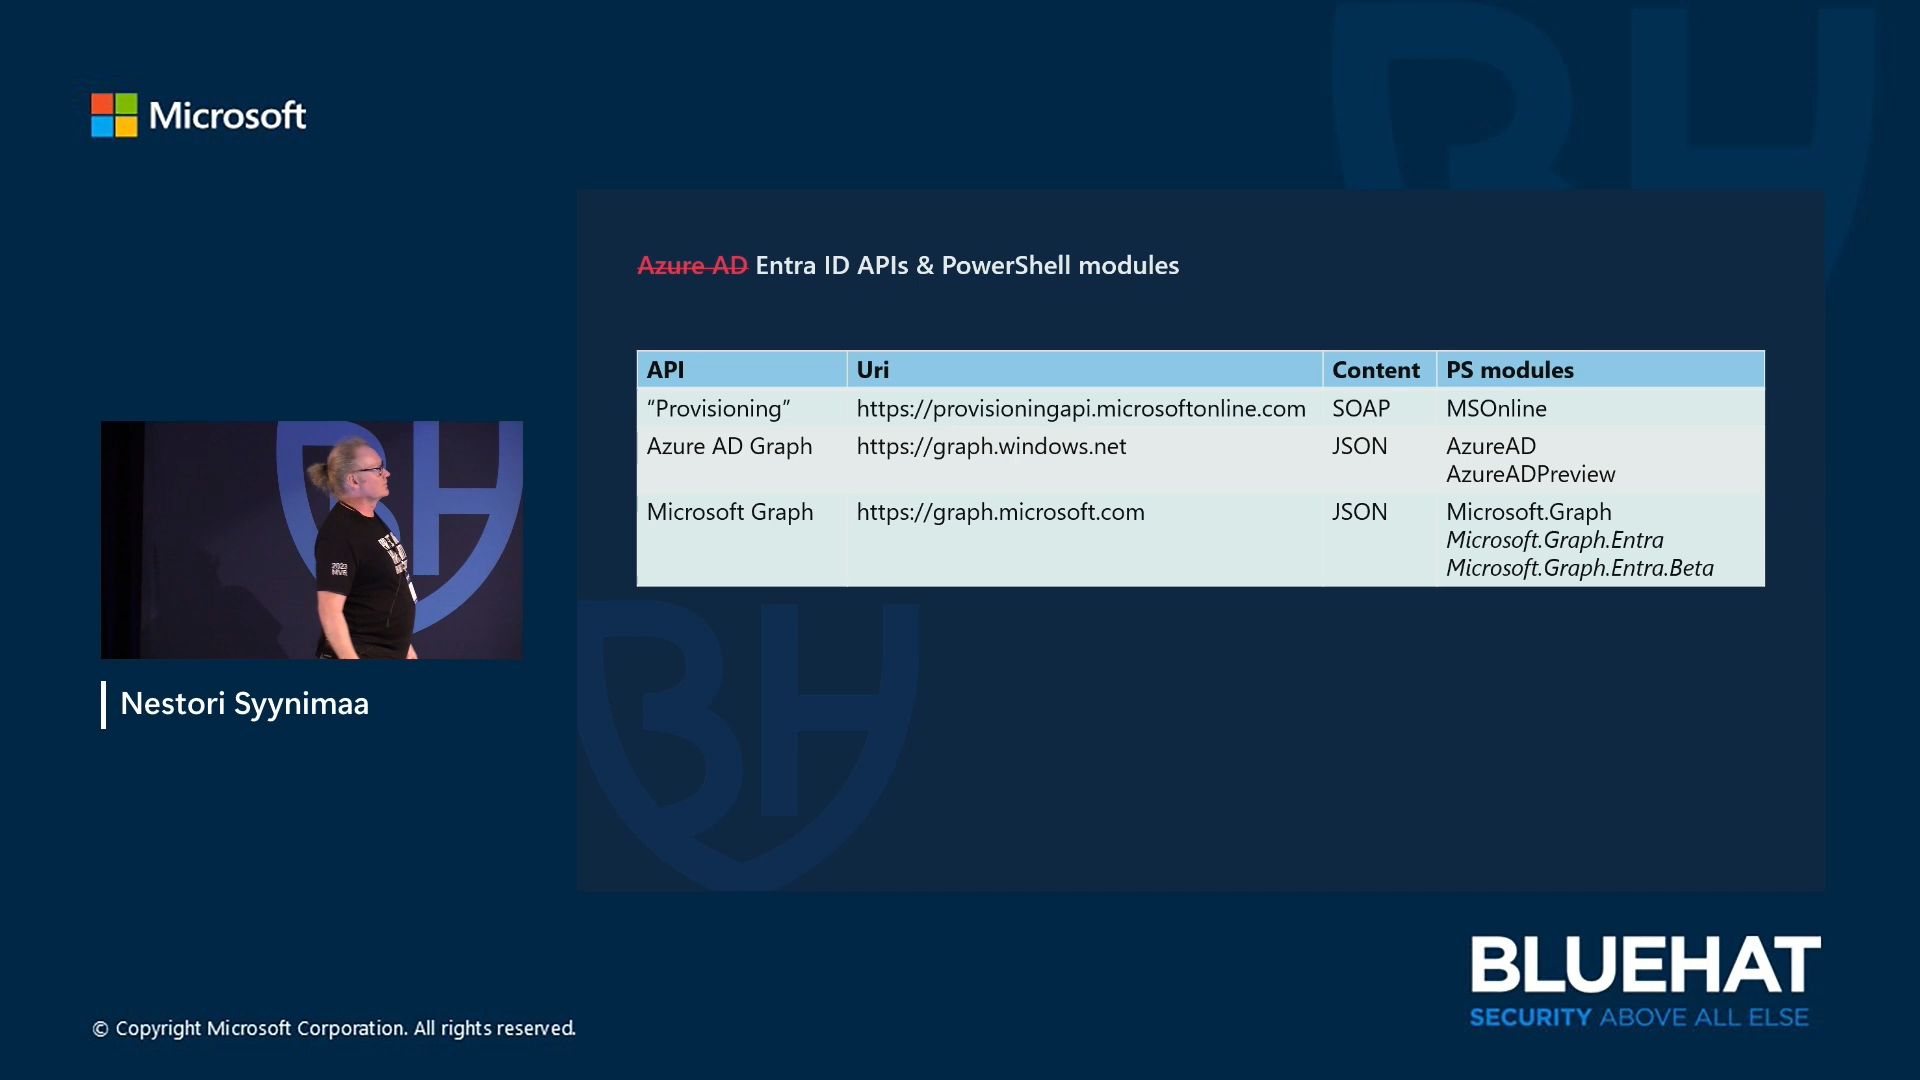 Microsoft
Azure AD Entra ID APIs & PowerShell modules
API Uri Content PS modules
“Provisioning” https://provisioningapi.microsoftonline.com SOAP MSOnline
Azure AD Graph https://graph.windows.net JSON AzureAD
AzureADPreview
Microsoft Graph https://graph.microsoft.com JSON Microsoft.Graph
Microsoft.Graph.Entra
Microsoft.Graph.Entra.Beta
Nestori Syynimaa
BLUEHAT
SECURITY ABOVE ALL ELSE
© Copyright Microsoft Corporation. All rights reserved.